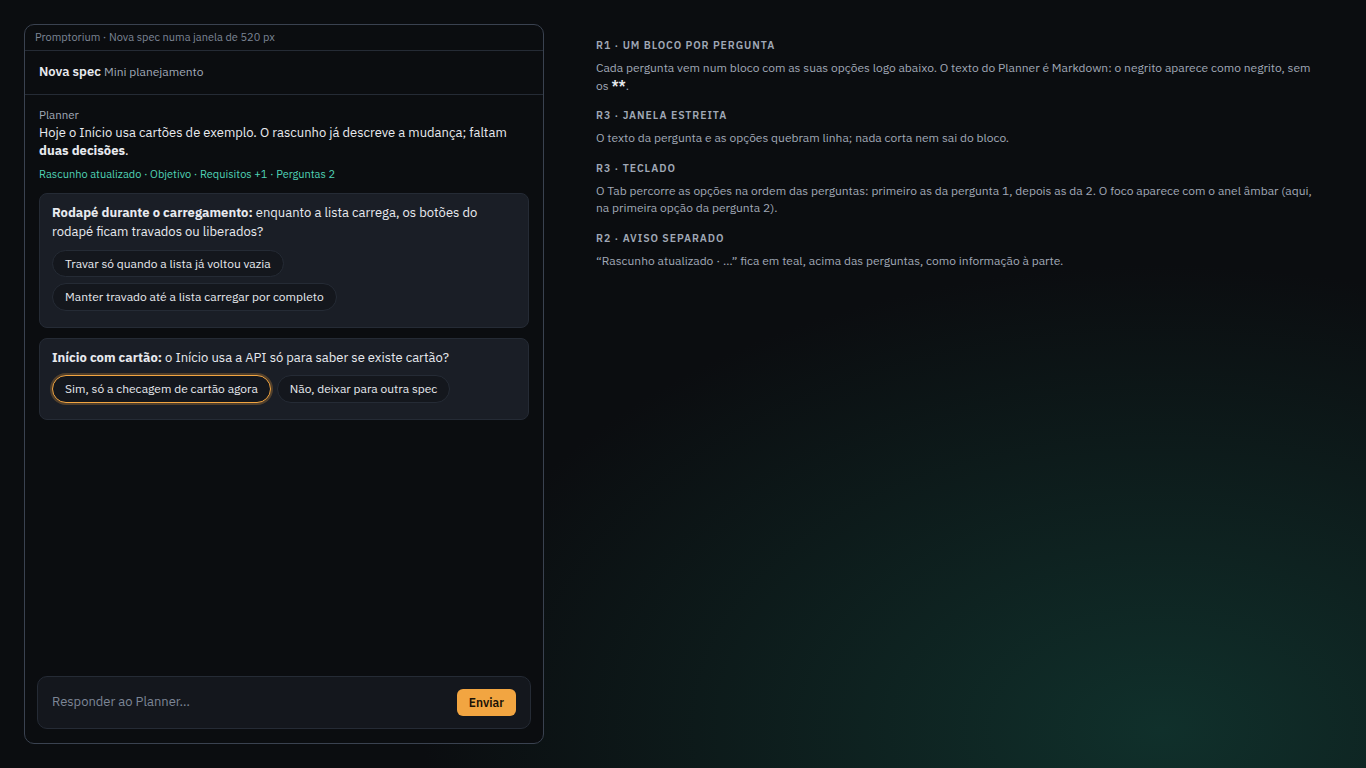 Promptorium · Nova spec numa janela de 520 px
Nova spec Mini planejamento
Planner
Hoje o Início usa cartões de exemplo. O rascunho já descreve a mudança; faltam
duas decisões.
Rascunho atualizado · Objetivo · Requisitos +1 · Perguntas 2
Rodapé durante o carregamento: enquanto a lista carrega, os botões do
rodapé ficam travados ou liberados?
Travar só quando a lista já voltou vazia
Manter travado até a lista carregar por completo
Início com cartão: o Início usa a API só para saber se existe cartão?
Sim, só a checagem de cartão agora
Não, deixar para outra spec
Responder ao Planner...
Enviar
R1 · UM BLOCO POR PERGUNTA
Cada pergunta vem num bloco com as suas opções logo abaixo. O texto do Planner é Markdown: o negrito aparece como negrito, sem
os **.
R3 · JANELA ESTREITA
O texto da pergunta e as opções quebram linha; nada corta nem sai do bloco.
R3 · TECLADO
O Tab percorre as opções na ordem das perguntas: primeiro as da pergunta 1, depois as da 2. O foco aparece com o anel âmbar (aqui,
na primeira opção da pergunta 2).
R2 · AVISO SEPARADO
“Rascunho atualizado · ...” fica em teal, acima das perguntas, como informação à parte.